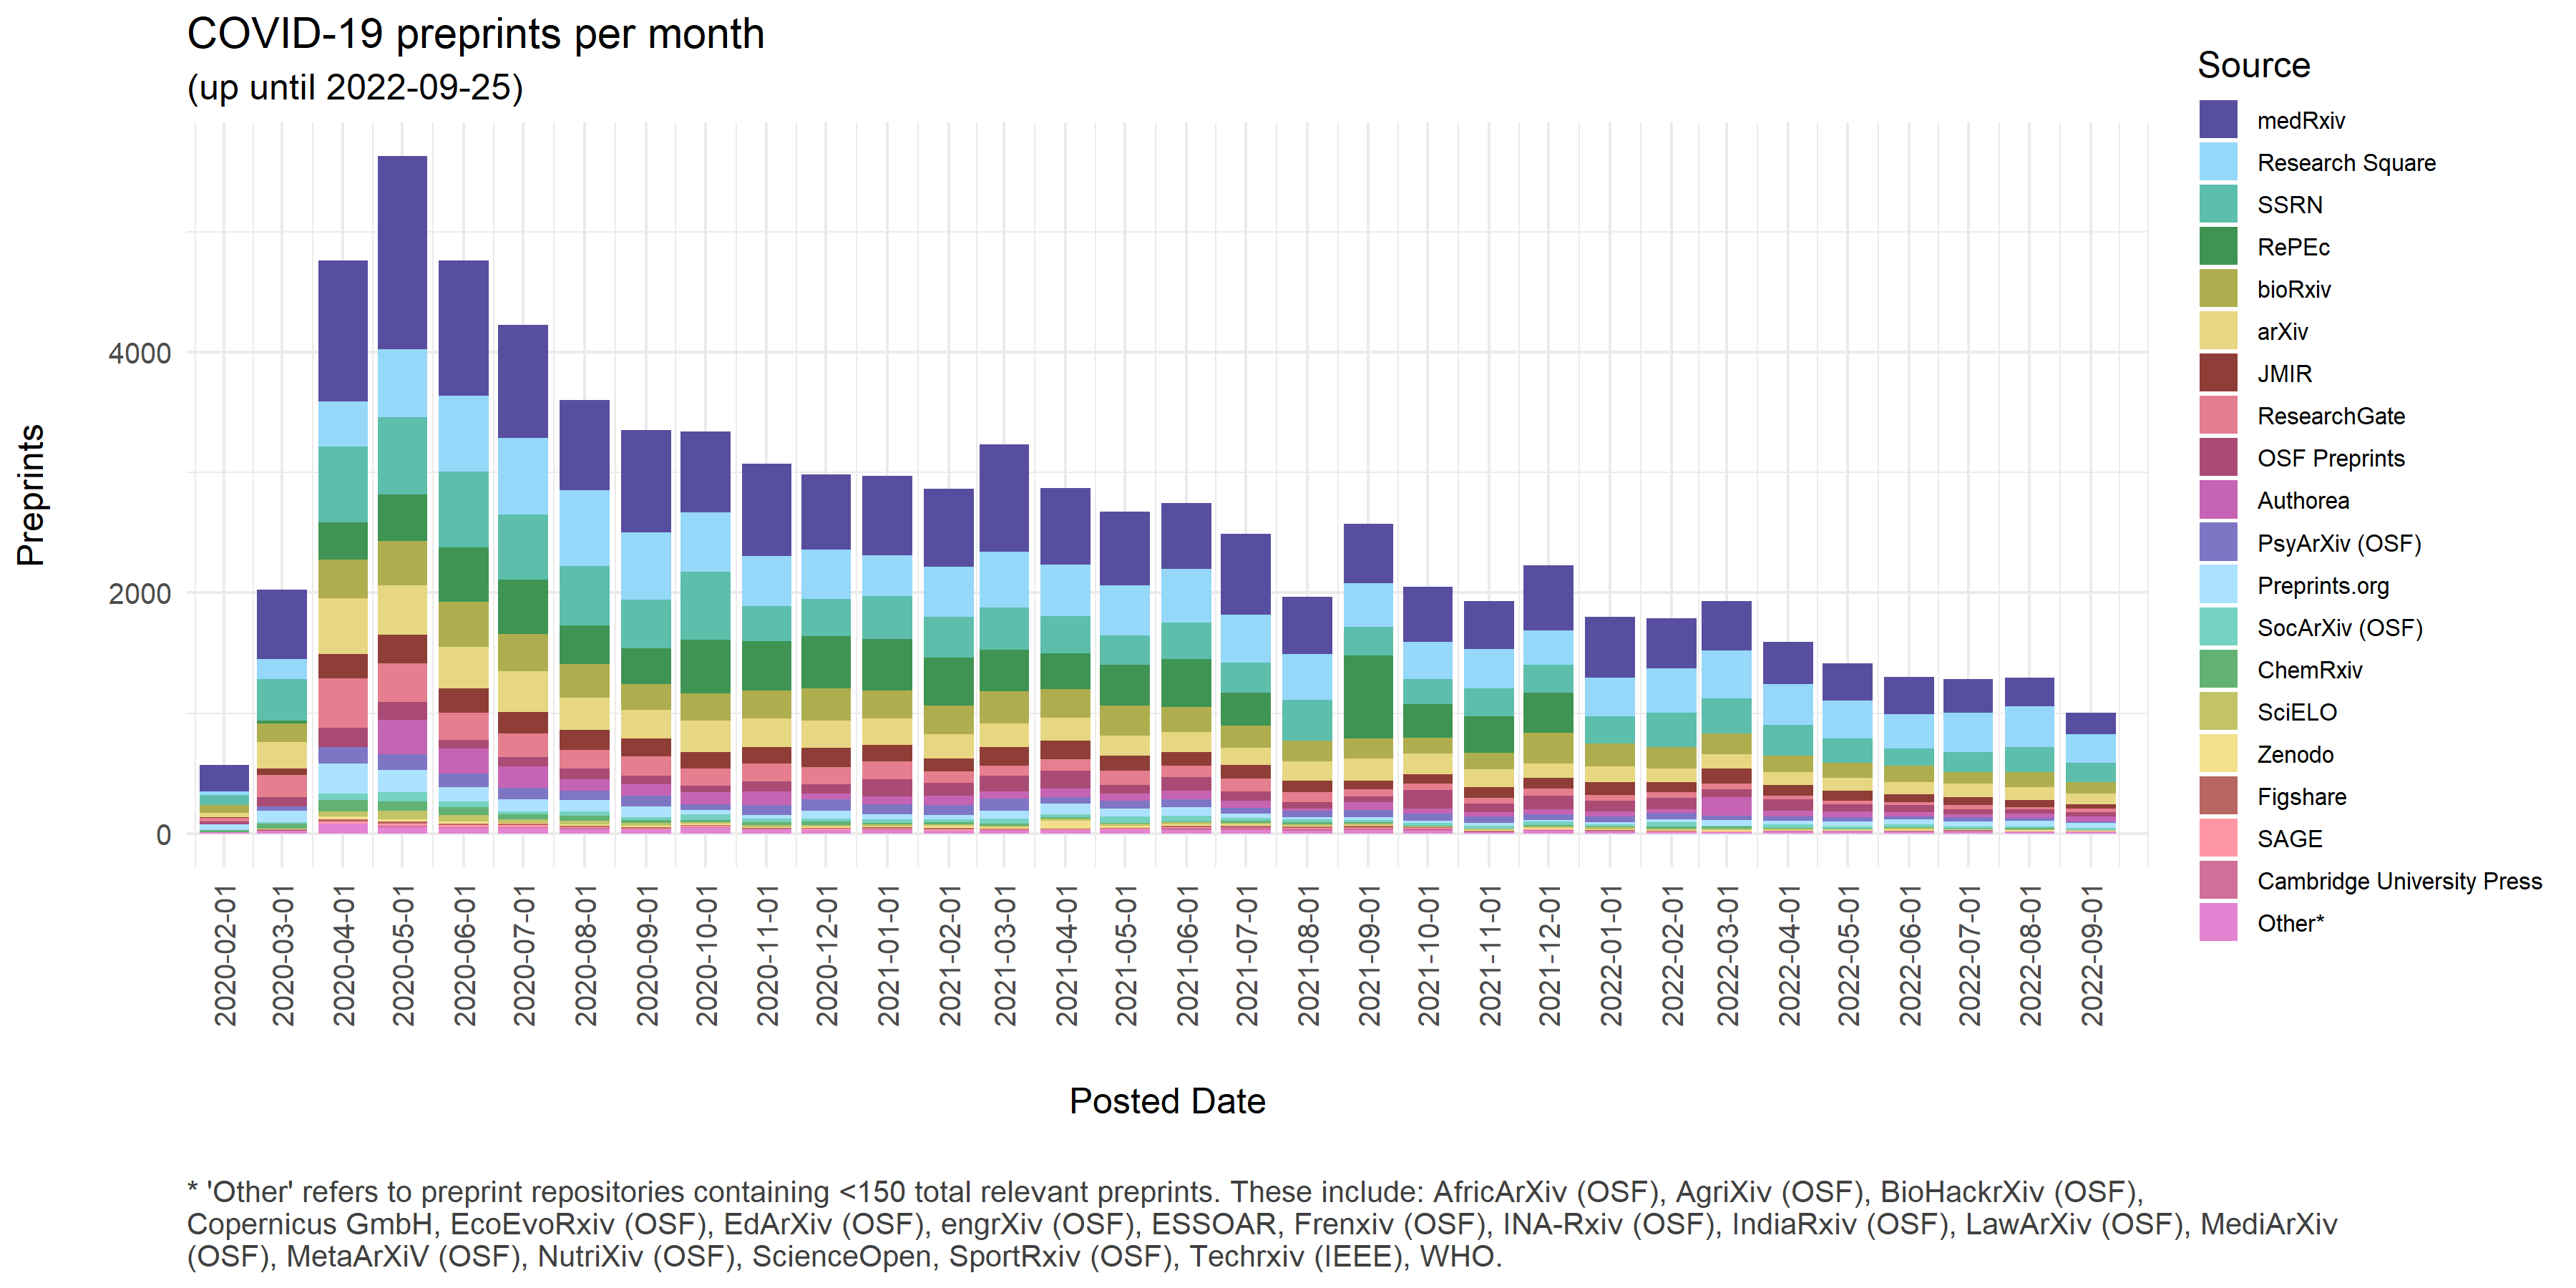 COVID-19 preprints per month
(up until 2022-09-25)
Preprints
4000
2000
0
2020-02-01
2020-03-01
2020-04-01
2020-05-01
2020-06-01
2020-07-01
2020-08-01
2020-09-01
2020-10-01
2020-11-01
2020-12-01
2021-01-01
2021-02-01
2021-03-01
2021-04-01
2021-05-01
2021-06-01
2021-07-01
2021-08-01
2021-09-01
2021-10-01
2021-11-01
2021-12-01
2022-01-01
2022-02-01
2022-03-01
2022-04-01
2022-05-01
2022-06-01
2022-07-01
2022-08-01
2022-09-01
Posted Date
Source
medRxiv
Research Square
SSRN
RePEc
bioRxiv
arXiv
JMIR
ResearchGate
OSF Preprints
Authorea
PsyArXiv (OSF)
Preprints.org
SocArXiv (OSF)
ChemRxiv
SciELO
Zenodo
Figshare
SAGE
Cambridge University Press
Other*
* 'Other' refers to preprint repositories containing <150 total relevant preprints. These include: AfricArXiv (OSF), AgriXiv (OSF), BioHackrXiv (OSF),
Copernicus GmbH, EcoEvoRxiv (OSF), EdArXiv (OSF), engrXiv (OSF), ESSOAR, Frenxiv (OSF), INA-Rxiv (OSF), IndiaRxiv (OSF), LawArXiv (OSF), MediArXiv
(OSF), MetaArXiV (OSF), NutriXiv (OSF), ScienceOpen, SportRxiv (OSF), Techrxiv (IEEE), WHO.